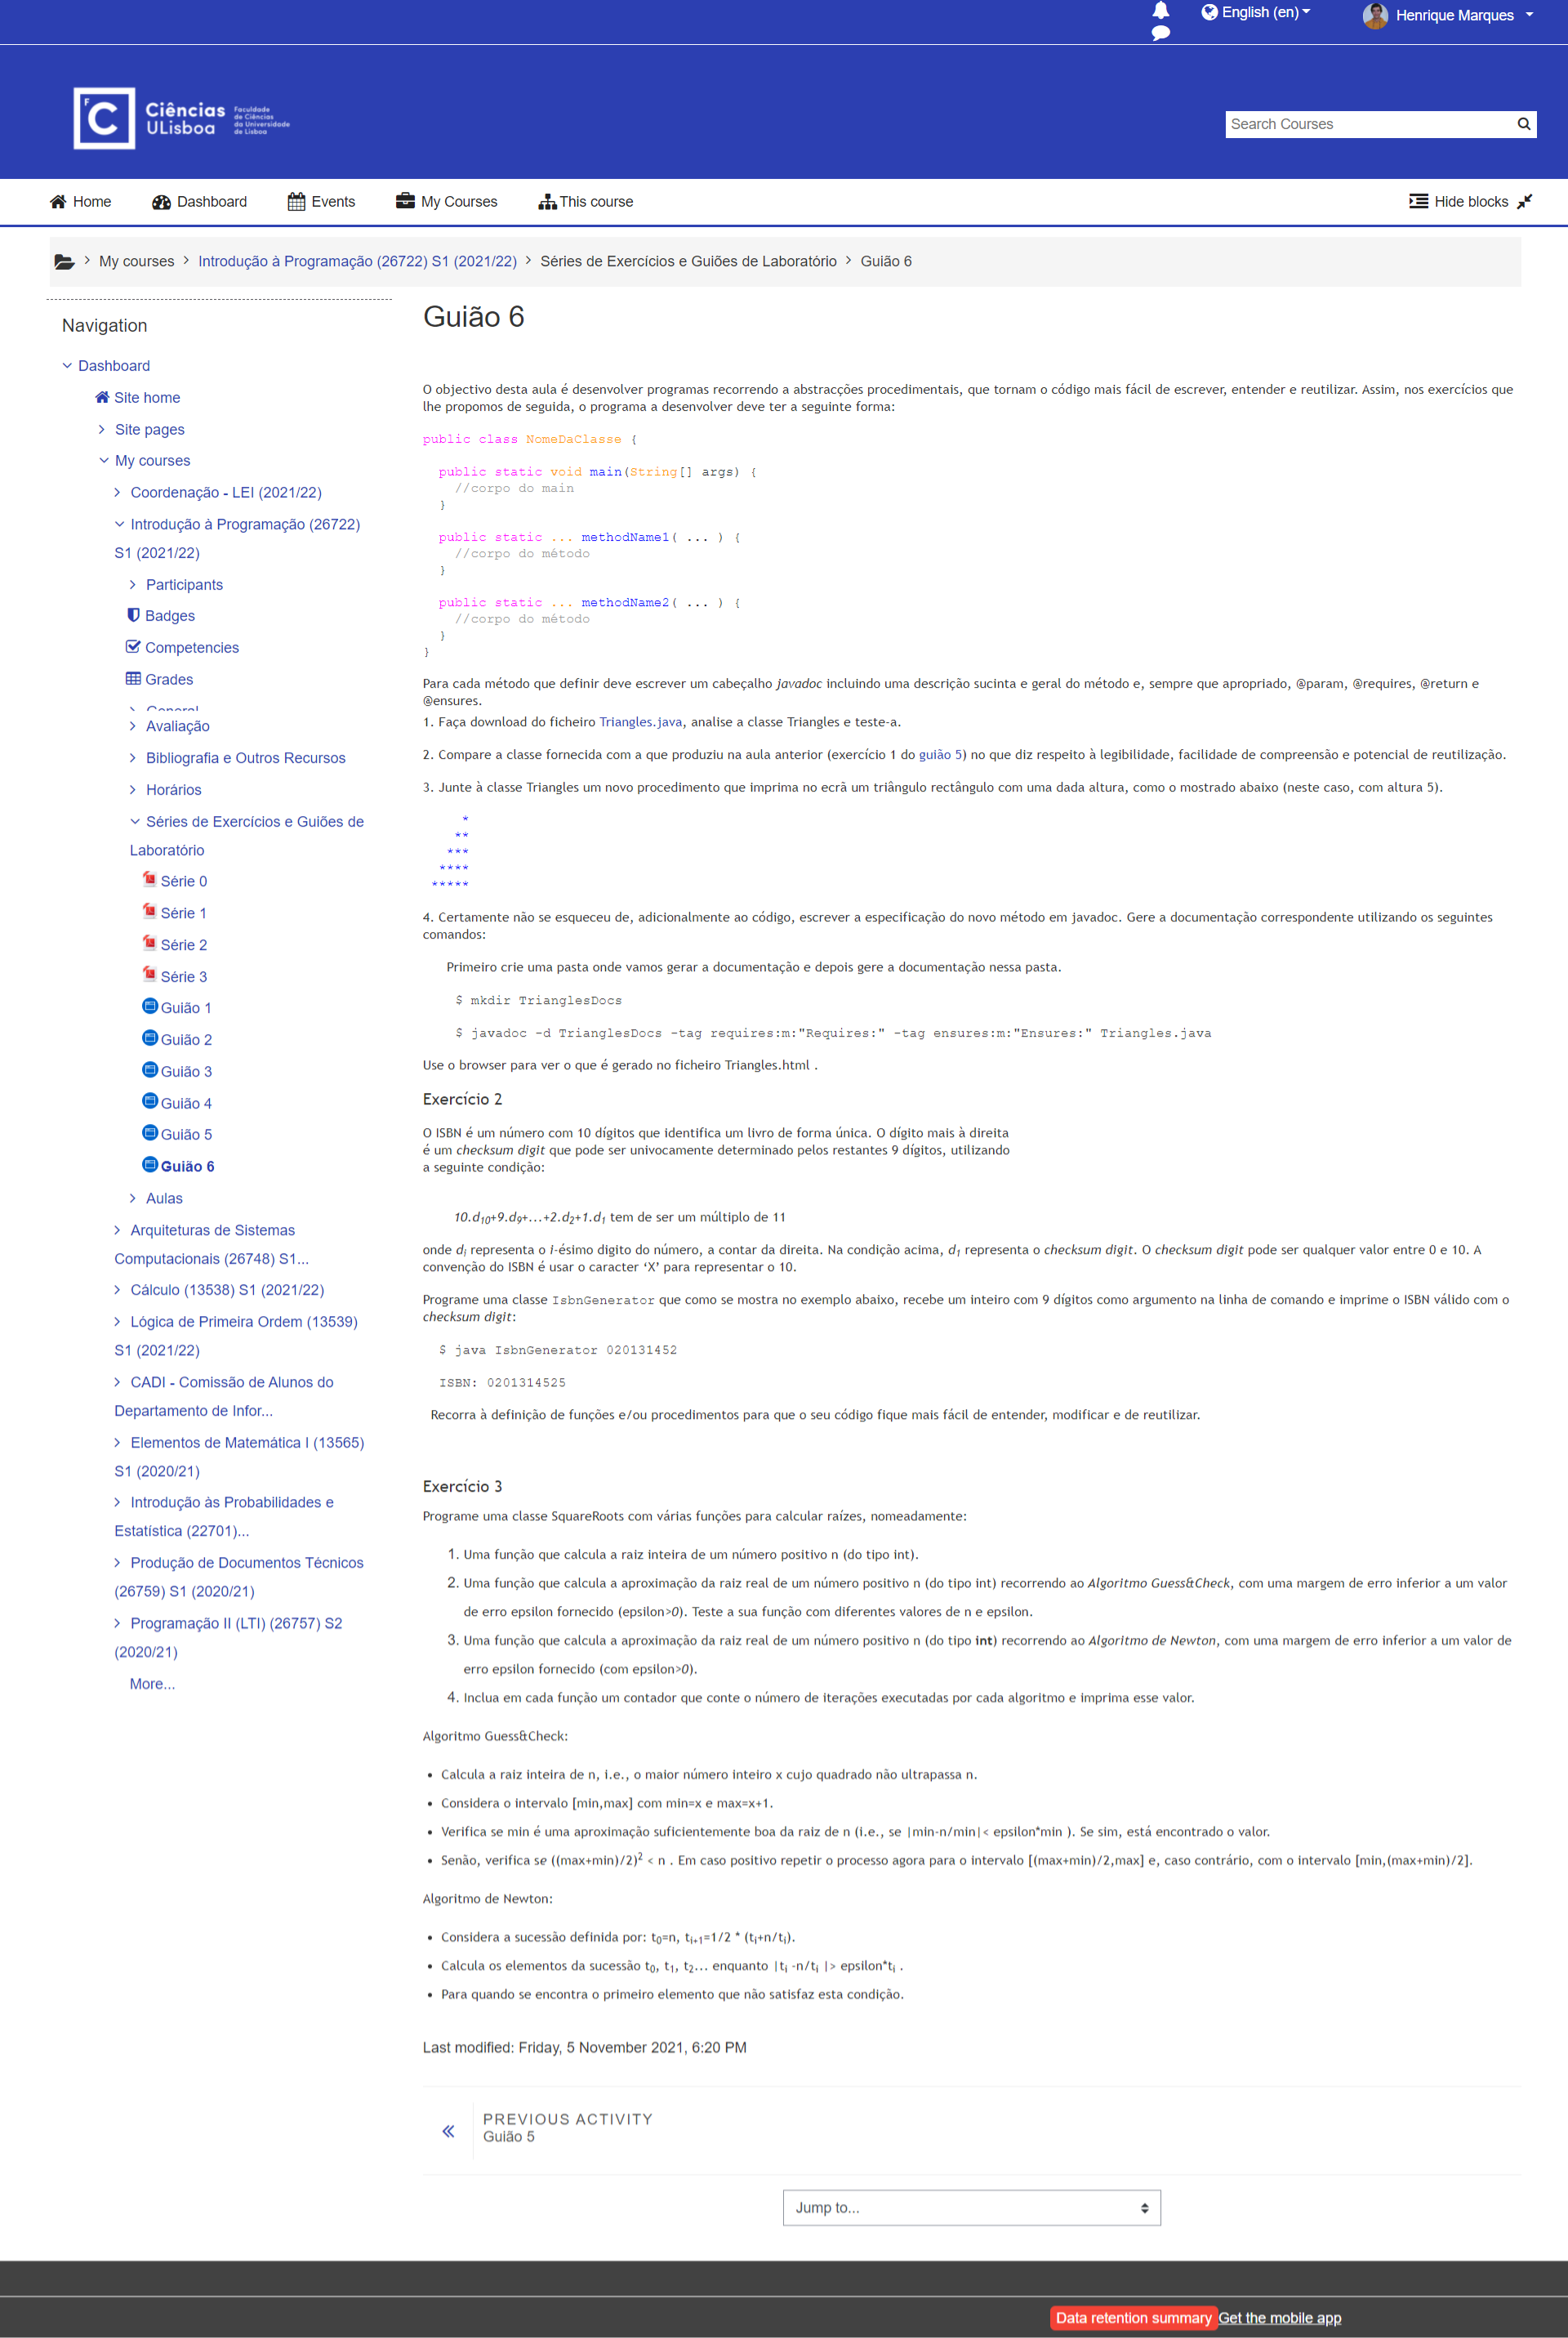 English (en)
Henrique Marques
FC Ciências ULisboa
Faculdade
de Ciências
da Universidade
de Lisboa
Search Courses
Home
Dashboard
Events
My Courses
This course
Hide blocks
My courses
Introdução à Programação (26722) S1 (2021/22)
Séries de Exercícios e Guiões de Laboratório
Guião 6
Navigation
Dashboard
Site home
Site pages
My courses
Coordenação - LEI (2021/22)
Introdução à Programação (26722)
S1 (2021/22)
Participants
Badges
Competencies
Grades
General
Avaliação
Bibliografia e Outros Recursos
Horários
Séries de Exercícios e Guiões de
Laboratório
Série 0
Série 1
Série 2
Série 3
Guião 1
Guião 2
Guião 3
Guião 4
Guião 5
Guião 6
Aulas
Arquiteturas de Sistemas
Computacionais (26748) S1...
Cálculo (13538) S1 (2021/22)
Lógica de Primeira Ordem (13539)
S1 (2021/22)
CADI - Comissão de Alunos do
Departamento de Infor...
Elementos de Matemática I (13565)
S1 (2020/21)
Introdução às Probabilidades e
Estatística (22701)...
Produção de Documentos Técnicos
(26759) S1 (2020/21)
Programação II (LTI) (26757) S2
(2020/21)
More...
Guião 6
O objectivo desta aula é desenvolver programas recorrendo a abstracções procedimentais, que tornam o código mais fácil de escrever, entender e reutilizar. Assim, nos exercícios que
lhe propomos de seguida, o programa a desenvolver deve ter a seguinte forma:
public class NomeDaClasse {
public static void main(String[] args) {
//corpo do main
}
public static ... methodName1( ... ) {
//corpo do método
}
public static ... methodName2( ... ) {
//corpo do método
}
}
Para cada método que definir deve escrever um cabeçalho javadoc incluindo uma descrição sucinta e geral do método e, sempre que apropriado, @param, @requires, @return e
@ensures.
1. Faça download do ficheiro Triangles.java, analise a classe Triangles e teste-a.
2. Compare a classe fornecida com a que produziu na aula anterior (exercício 1 do guião 5) no que diz respeito à legibilidade, facilidade de compreensão e potencial de reutilização.
3. Junte à classe Triangles um novo procedimento que imprima no ecrã um triângulo rectângulo com uma dada altura, como o mostrado abaixo (neste caso, com altura 5).
*
**
***
****
*****
4. Certamente não se esqueceu de, adicionalmente ao código, escrever a especificação do novo método em javadoc. Gere a documentação correspondente utilizando os seguintes
comandos:
Primeiro crie uma pasta onde vamos gerar a documentação e depois gere a documentação nessa pasta.
$ mkdir TrianglesDocs
$ javadoc -d TrianglesDocs -tag requires:m:"Requires:" -tag ensures:m:"Ensures:" Triangles.java
Use o browser para ver o que é gerado no ficheiro Triangles.html .
Exercício 2
O ISBN é um número com 10 dígitos que identifica um livro de forma única. O dígito mais à direita
é um checksum digit que pode ser univocamente determinado pelos restantes 9 dígitos, utilizando
a seguinte condição:
10.d10+9.d9+...+2.d2+1.d1 tem de ser um múltiplo de 11
onde di representa o i-ésimo digito do número, a contar da direita. Na condição acima, d1 representa o checksum digit. O checksum digit pode ser qualquer valor entre 0 e 10. A
convenção do ISBN é usar o caracter ‘X’ para representar o 10.
Programe uma classe IsbnGenerator que como se mostra no exemplo abaixo, recebe um inteiro com 9 dígitos como argumento na linha de comando e imprime o ISBN válido com o
checksum digit:
$ java IsbnGenerator 020131452
ISBN: 0201314525
Recorra à definição de funções e/ou procedimentos para que o seu código fique mais fácil de entender, modificar e de reutilizar.
Exercício 3
Programe uma classe SquareRoots com várias funções para calcular raízes, nomeadamente:
1. Uma função que calcula a raiz inteira de um número positivo n (do tipo int).
2. Uma função que calcula a aproximação da raiz real de um número positivo n (do tipo int) recorrendo ao Algoritmo Guess&Check, com uma margem de erro inferior a um valor
de erro epsilon fornecido (epsilon>0). Teste a sua função com diferentes valores de n e epsilon.
3. Uma função que calcula a aproximação da raiz real de um número positivo n (do tipo int) recorrendo ao Algoritmo de Newton, com uma margem de erro inferior a um valor de
erro epsilon fornecido (com epsilon>0).
4. Inclua em cada função um contador que conte o número de iterações executadas por cada algoritmo e imprima esse valor.
Algoritmo Guess&Check:
• Calcula a raiz inteira de n, i.e., o maior número inteiro x cujo quadrado não ultrapassa n.
• Considera o intervalo [min,max] com min=x e max=x+1.
• Verifica se min é uma aproximação suficientemente boa da raiz de n (i.e., se |min-n/min|< epsilon*min ). Se sim, está encontrado o valor.
• Senão, verifica se ((max+min)/2)² < n . Em caso positivo repetir o processo agora para o intervalo [(max+min)/2,max] e, caso contrário, com o intervalo [min,(max+min)/2].
Algoritmo de Newton:
• Considera a sucessão definida por: t0=n, ti+1=1/2 * (ti+n/ti).
• Calcula os elementos da sucessão t0, t1, t2... enquanto |ti -n/ti |> epsilon*ti .
• Para quando se encontra o primeiro elemento que não satisfaz esta condição.
Last modified: Friday, 5 November 2021, 6:20 PM
PREVIOUS ACTIVITY
Guião 5
Jump to...
Data retention summary Get the mobile app